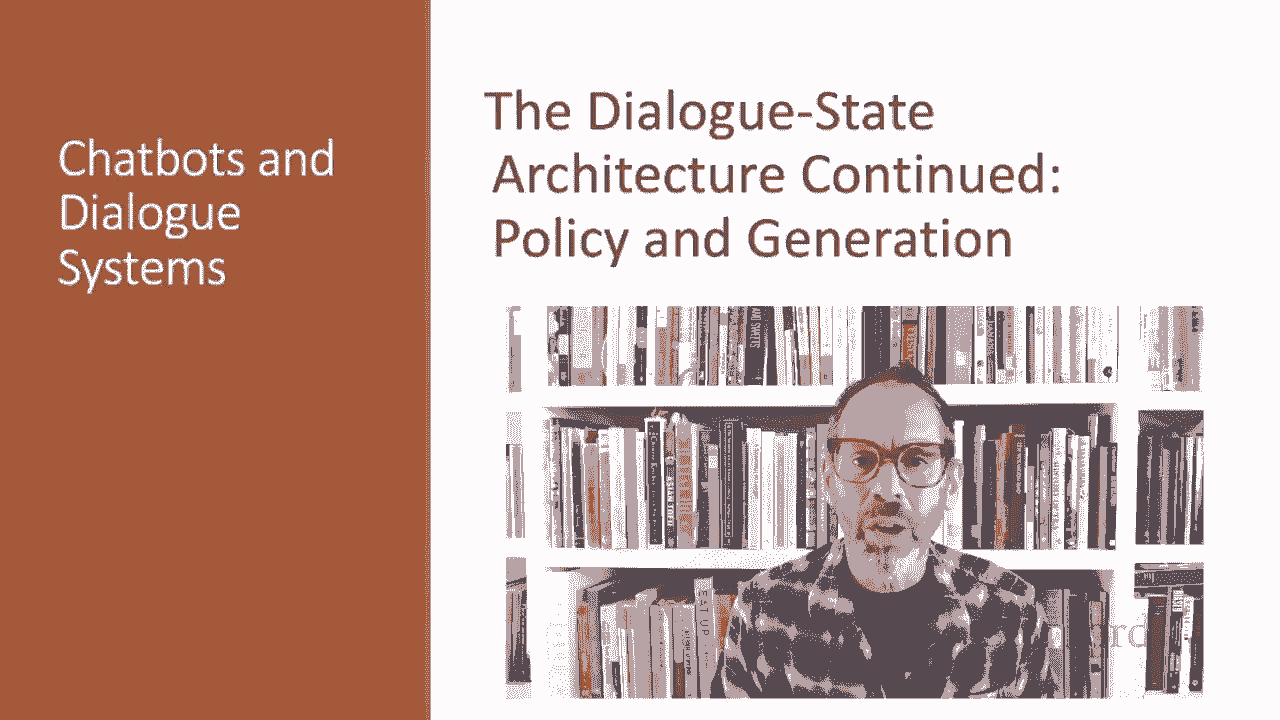 Chatbots and
Dialogue
Systems
The Dialogue-State
Architecture Continued:
Policy and Generation